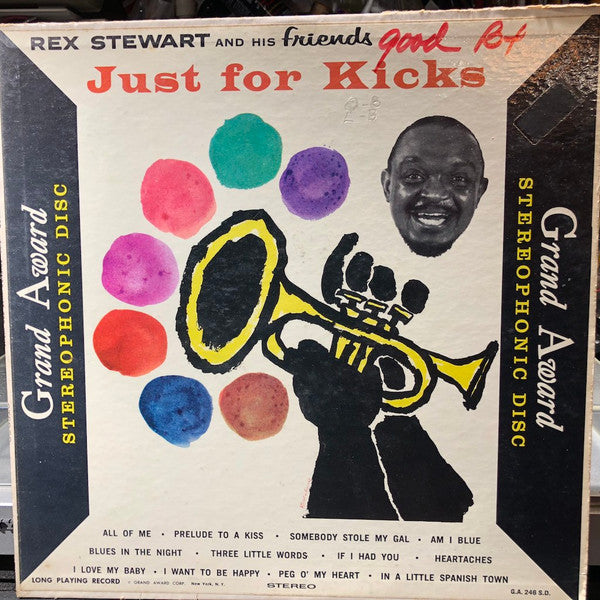 REX STEWART AND HIS friends good B+
Just for Kicks
Grand Award
STEREOPHONIC DISC
Grand Award
STEREOPHONIC DISC
ALL OF ME • PRELUDE TO A KISS • SOMEBODY STOLE MY GAL • AM I BLUE
BLUES IN THE NIGHT • THREE LITTLE WORDS • IF I HAD YOU • HEARTACHES
I LOVE MY BABY • I WANT TO BE HAPPY • PEG O' MY HEART • IN A LITTLE SPANISH TOWN
LONG PLAYING RECORD © GRAND AWARD CORP. New York, N. Y. STEREO G.A. 246 S.D.